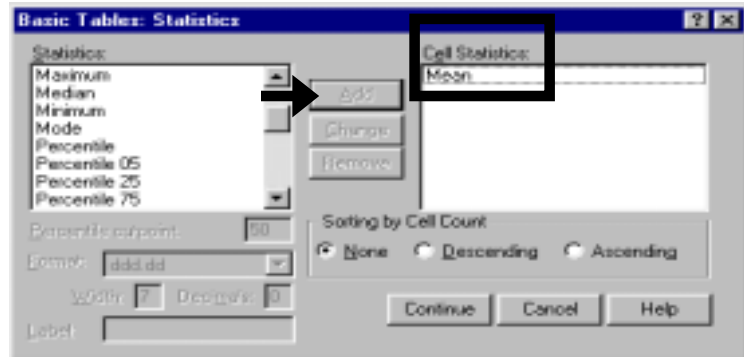 Basic Tables: Statistics
Statistics:
Maximum
Median
Minimum
Mode
Percentile
Percentile 05
Percentile 25
Percentile 75
Add
Change
Remove
Cell Statistics:
Mean
Percentile cutpoint: 50
Format: ddd.dd
Width: 7 Decimals: 0
Label:
Sorting by Cell Count
None Descending Ascending
Continue Cancel Help